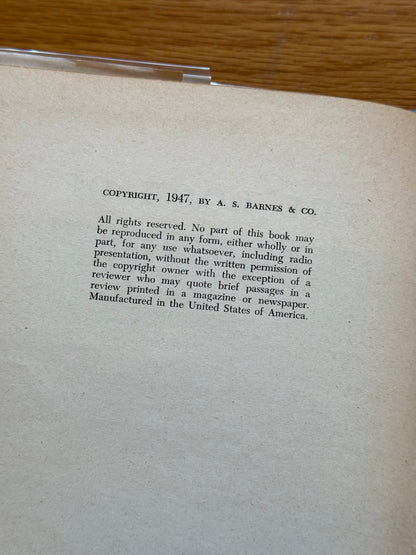 COPYRIGHT, 1947, BY A. S. BARNES & CO.
All rights reserved. No part of this book may
be reproduced in any form, either wholly or in
part, for any use whatsoever, including radio
presentation, without the written permission of
the copyright owner with the exception of a
reviewer who may quote brief passages in a
review printed in a magazine or newspaper.
Manufactured in the United States of America.